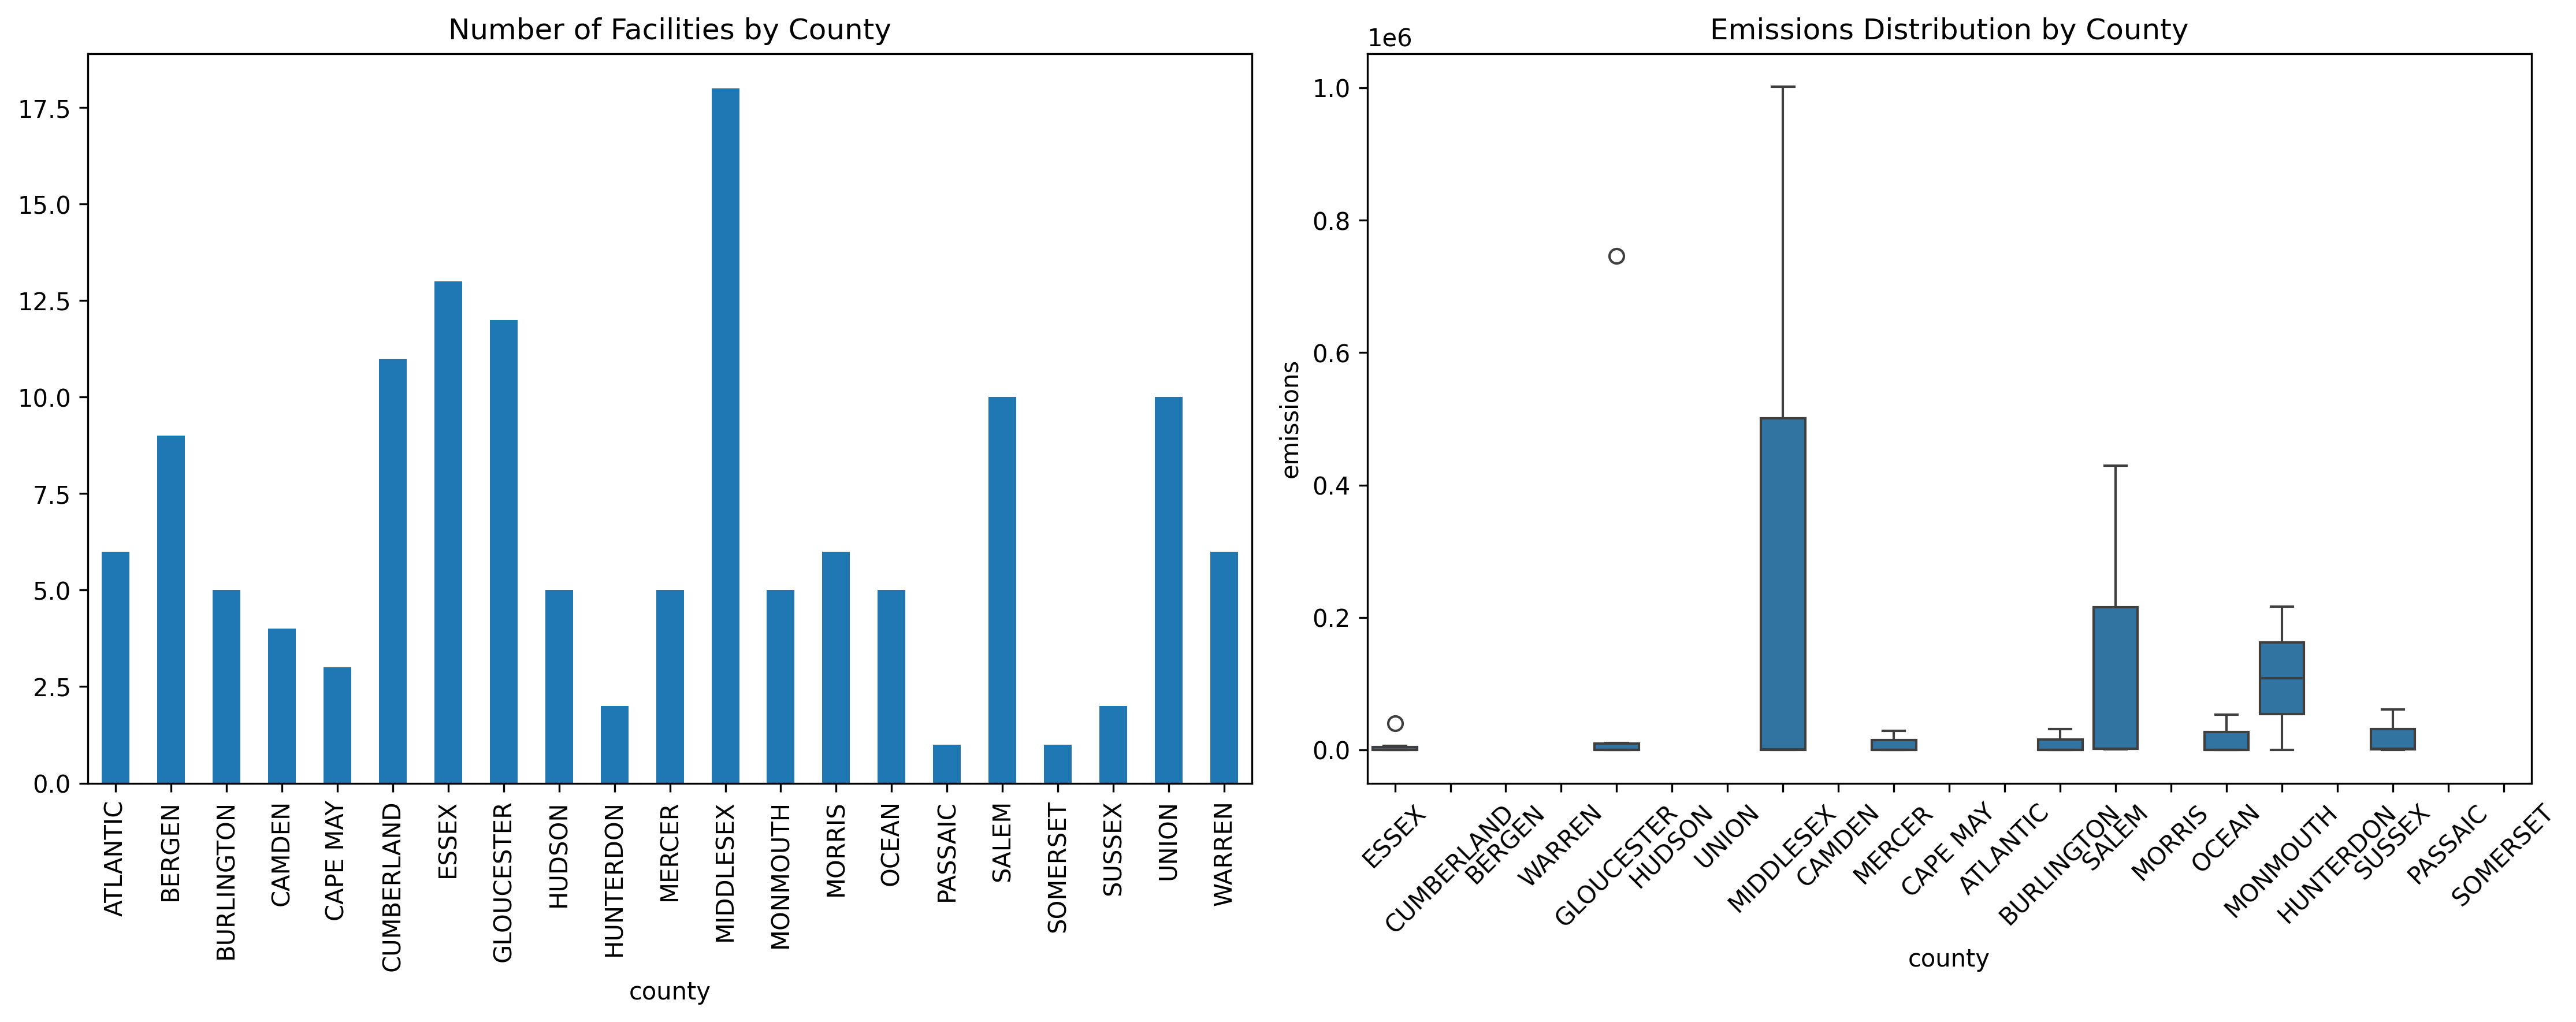 Number of Facilities by County
17.5
15.0
12.5
10.0
7.5
5.0
2.5
0.0
ATLANTIC
BERGEN
BURLINGTON
CAMDEN
CAPE MAY
CUMBERLAND
ESSEX
GLOUCESTER
HUDSON
HUNTERDON
MERCER
MIDDLESEX
MONMOUTH
MORRIS
OCEAN
PASSAIC
SALEM
SOMERSET
SUSSEX
UNION
WARREN
county
Emissions Distribution by County
1e6
1.0
0.8
0.6
0.4
0.2
0.0
emissions
ESSEX
CUMBERLAND
BERGEN
WARREN
GLOUCESTER
HUDSON
UNION
MIDDLESEX
CAMDEN
MERCER
CAPE MAY
ATLANTIC
BURLINGTON
SALEM
MORRIS
OCEAN
MONMOUTH
HUNTERDON
SUSSEX
PASSAIC
SOMERSET
county